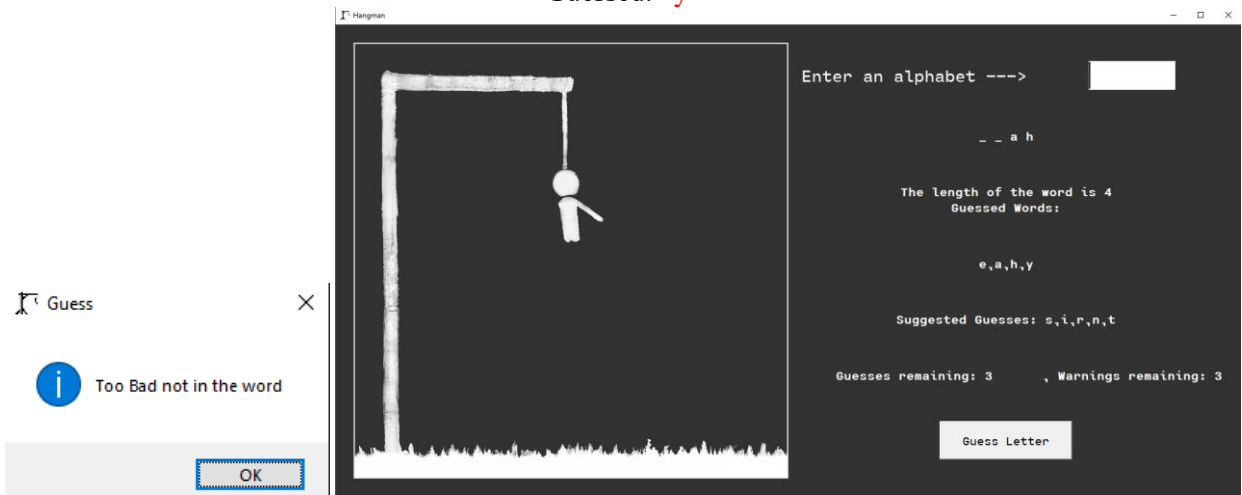 Guess
Too Bad not in the word
OK
Hangman
Enter an alphabet --->
_ _ a h
The length of the word is 4
Guessed Words:
e,a,h,y
Suggested Guesses: s,i,r,n,t
Guesses remaining: 3 , Warnings remaining: 3
Guess Letter